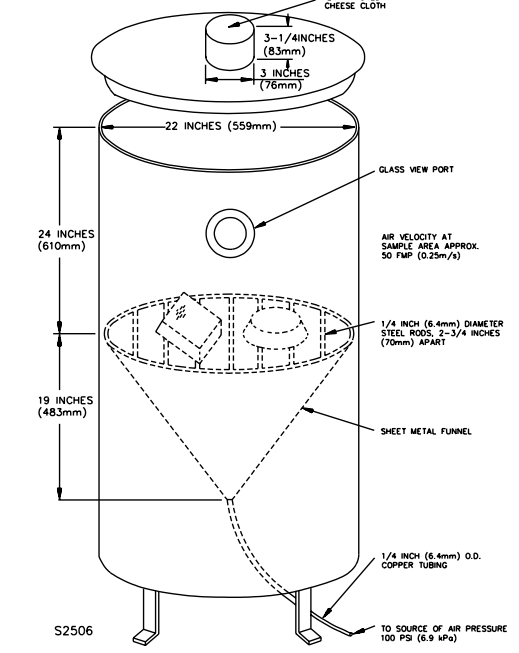 CHEESE CLOTH
3-1/4INCHES
(83mm)
3 INCHES
(76mm)
22 INCHES (559mm)
GLASS VIEW PORT
24 INCHES
(610mm)
AIR VELOCITY AT
SAMPLE AREA APPROX.
50 FMP (0.25m/s)
1/4 INCH (6.4mm) DIAMETER
STEEL RODS, 2-3/4 INCHES
(70mm) APART
19 INCHES
(483mm)
SHEET METAL FUNNEL
1/4 INCH (6.4mm) O.D.
COPPER TUBING
S2506
TO SOURCE OF AIR PRESSURE
100 PSI (6.9 kPa)